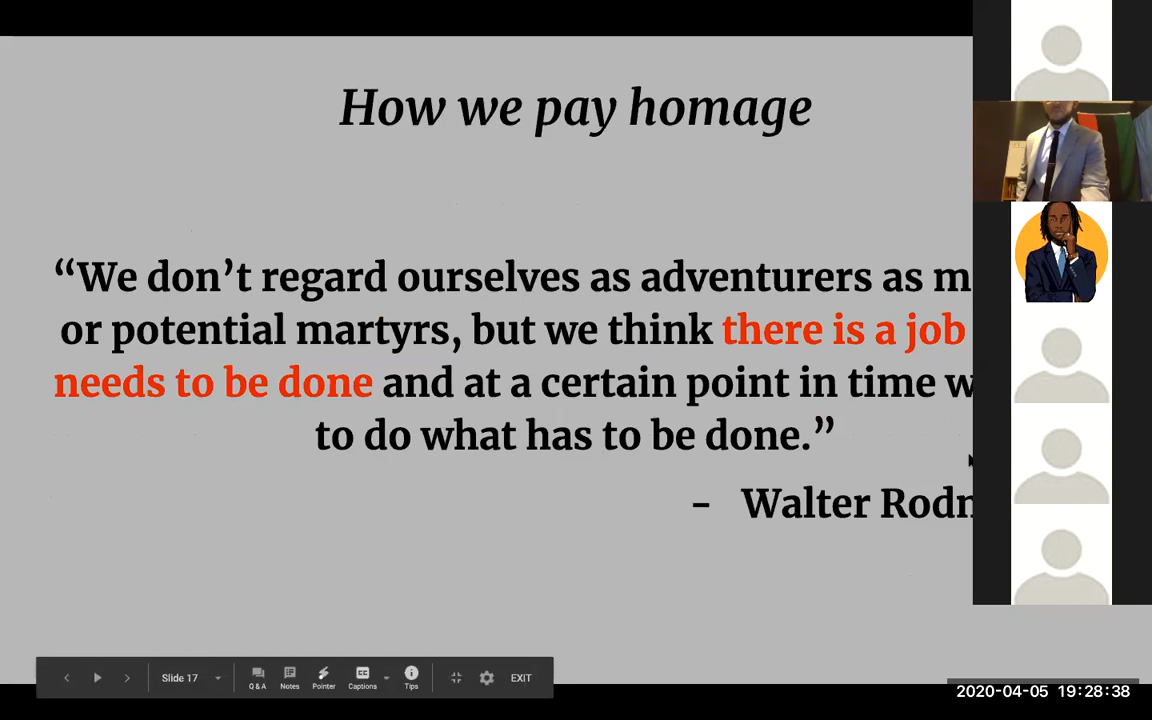 How we pay homage
“We don’t regard ourselves as adventurers as
or potential martyrs, but we think there is a job
needs to be done and at a certain point in time
to do what has to be done.”
- Walter
Slide 17
Q & A
Notes
Pointer
Captions
Tips
EXIT
2020-04-05 19:28:38